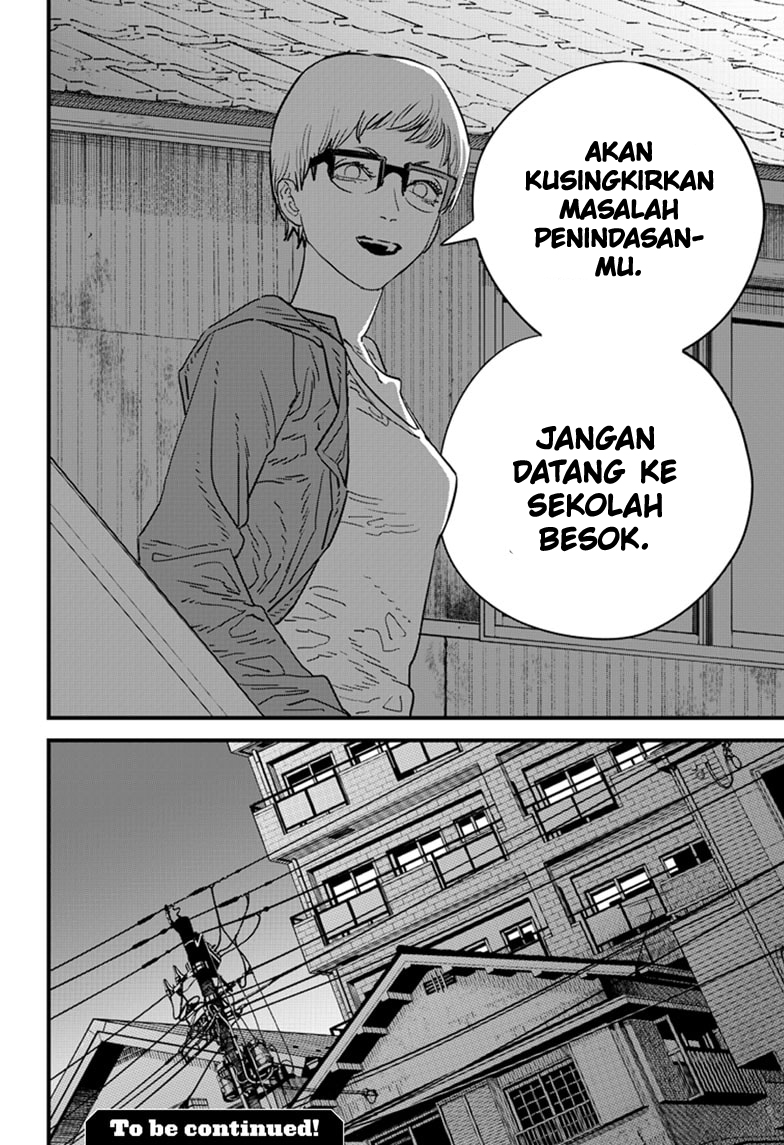 AKAN
KUSINGKIRKAN
MASALAH
PENINDASAN-
MU.
JANGAN
DATANG KE
SEKOLAH
BESOK.
To be continued!